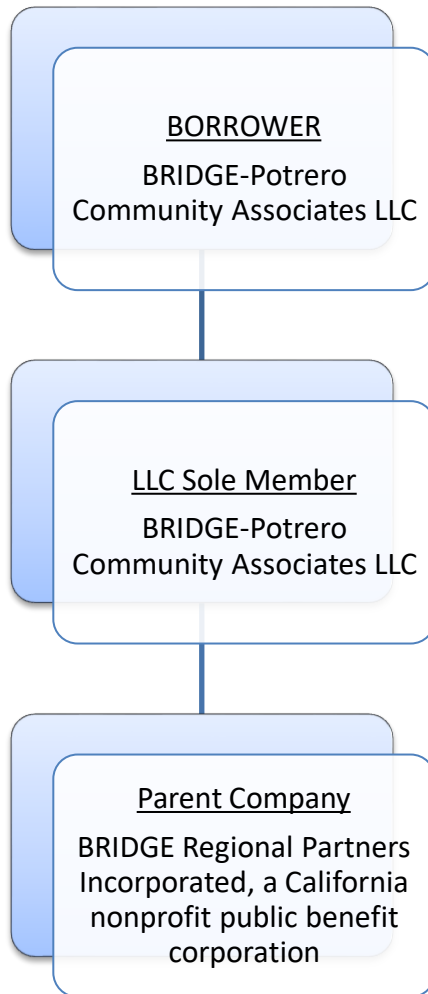 BORROWER
BRIDGE-Potrero
Community Associates LLC
LLC Sole Member
BRIDGE-Potrero
Community Associates LLC
Parent Company
BRIDGE Regional Partners
Incorporated, a California
nonprofit public benefit
corporation